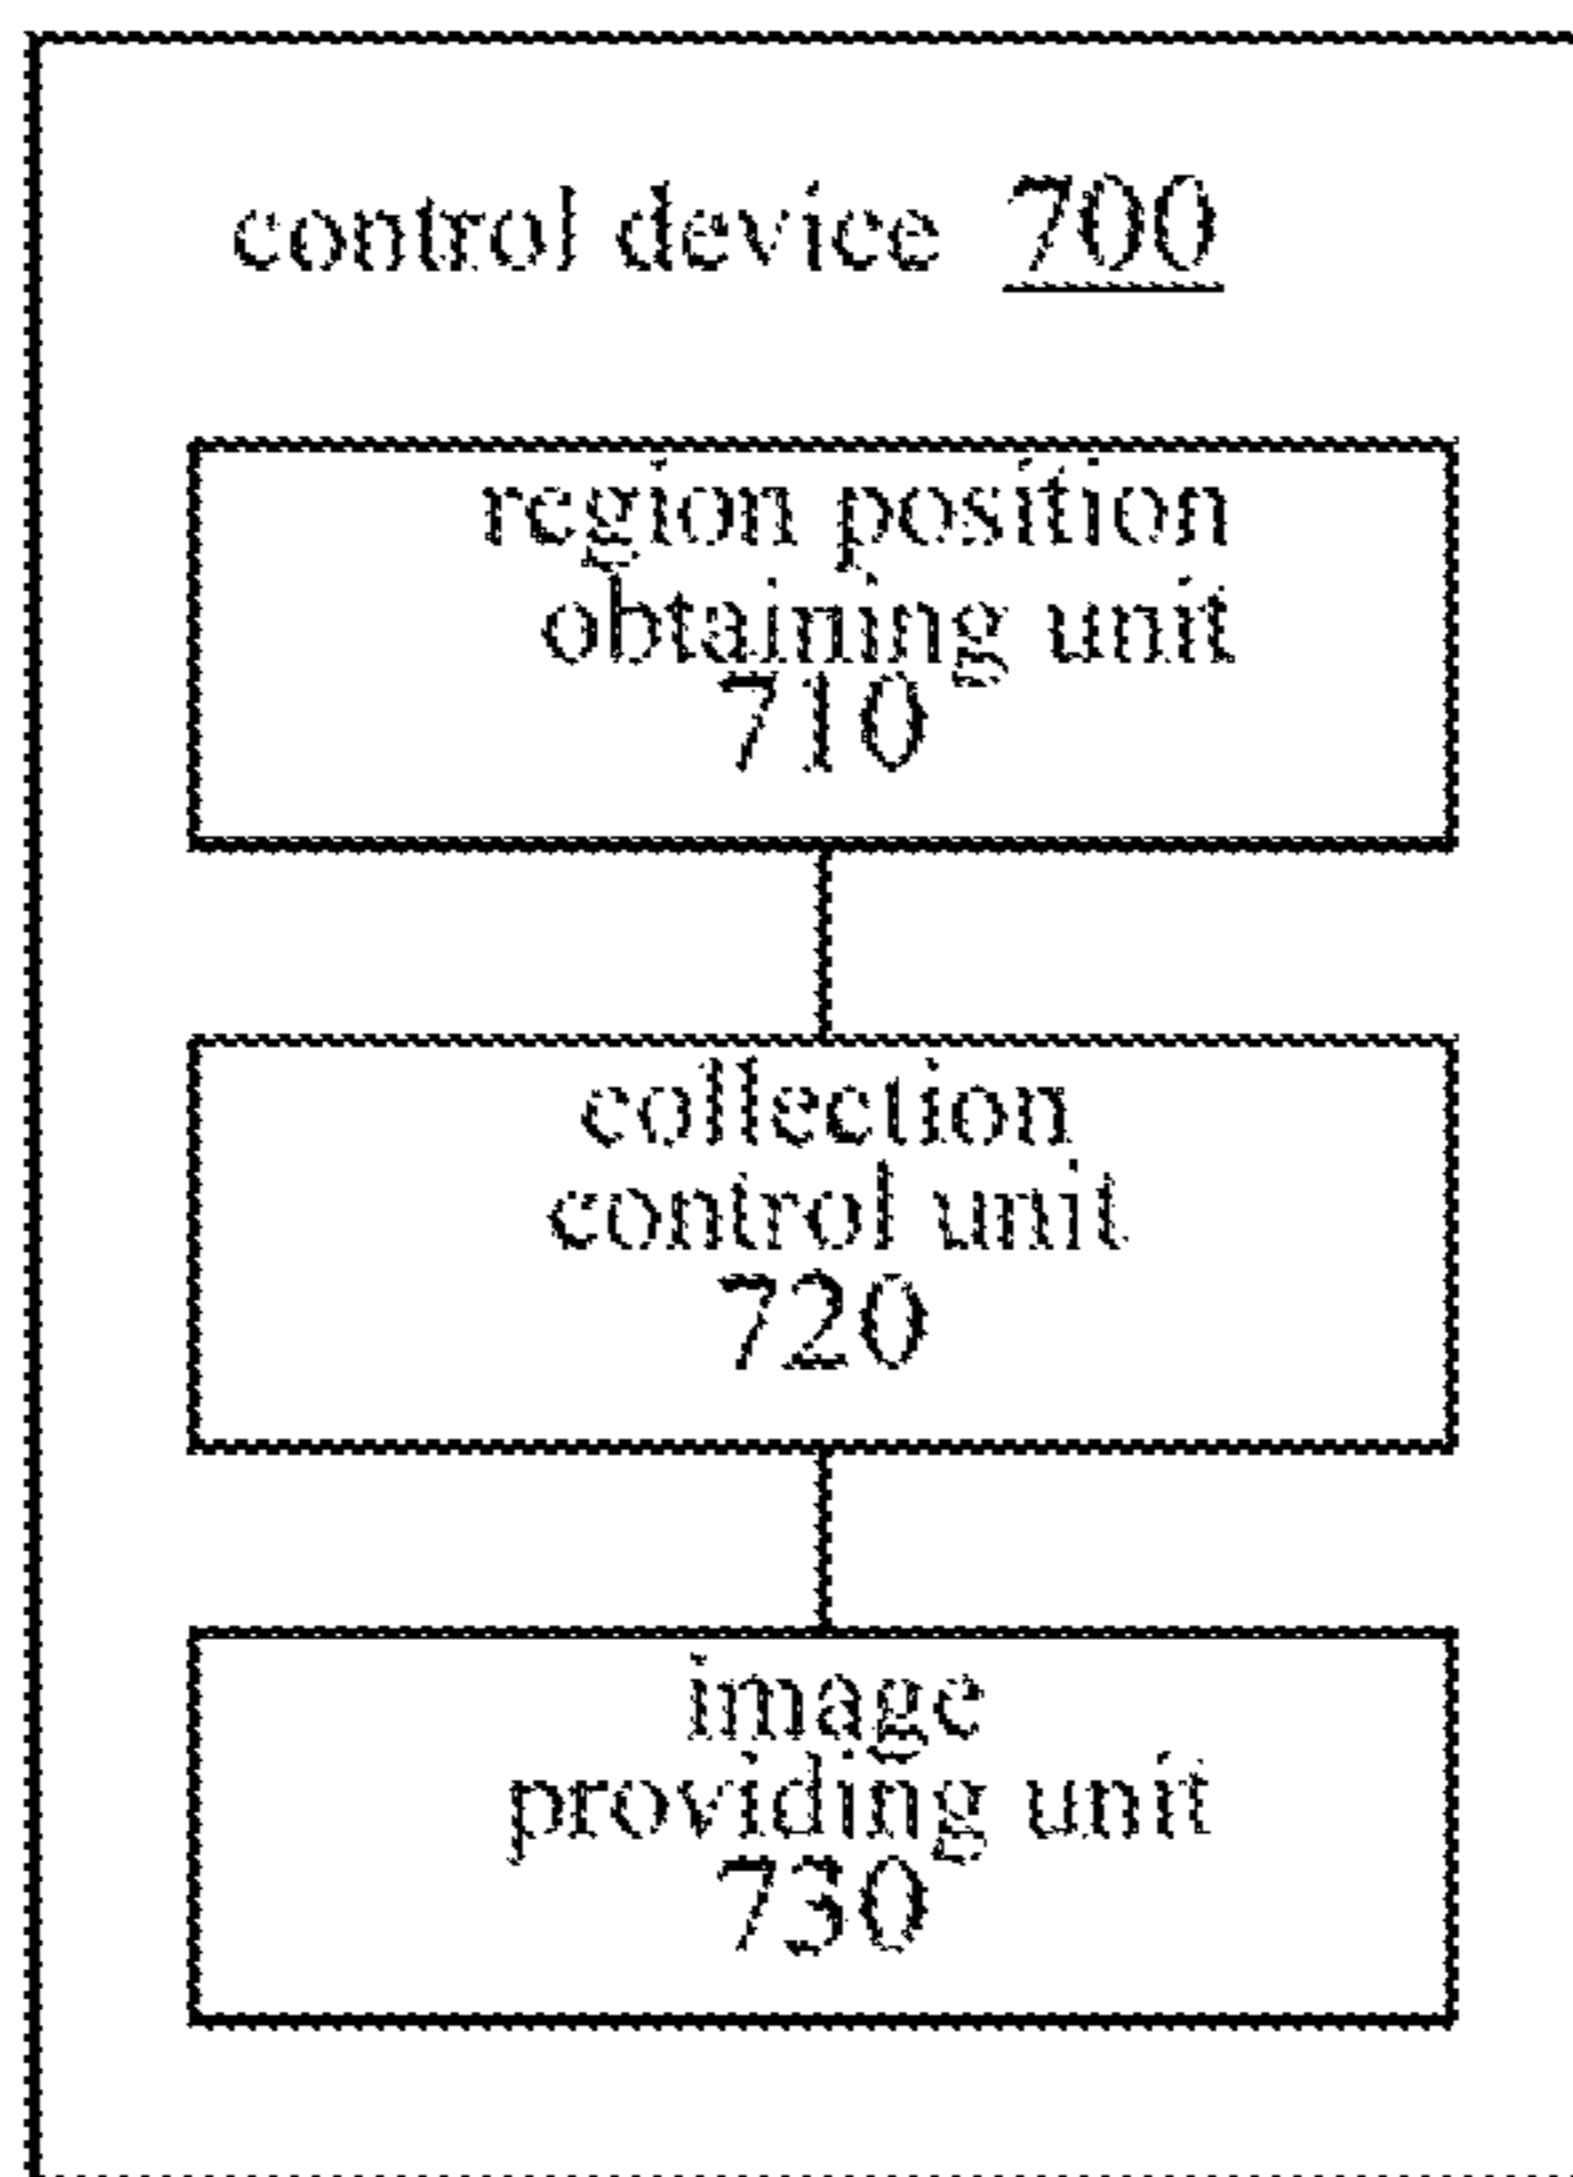 control device 700
region position
obtaining unit
710
collection
control unit
720
image
providing unit
730